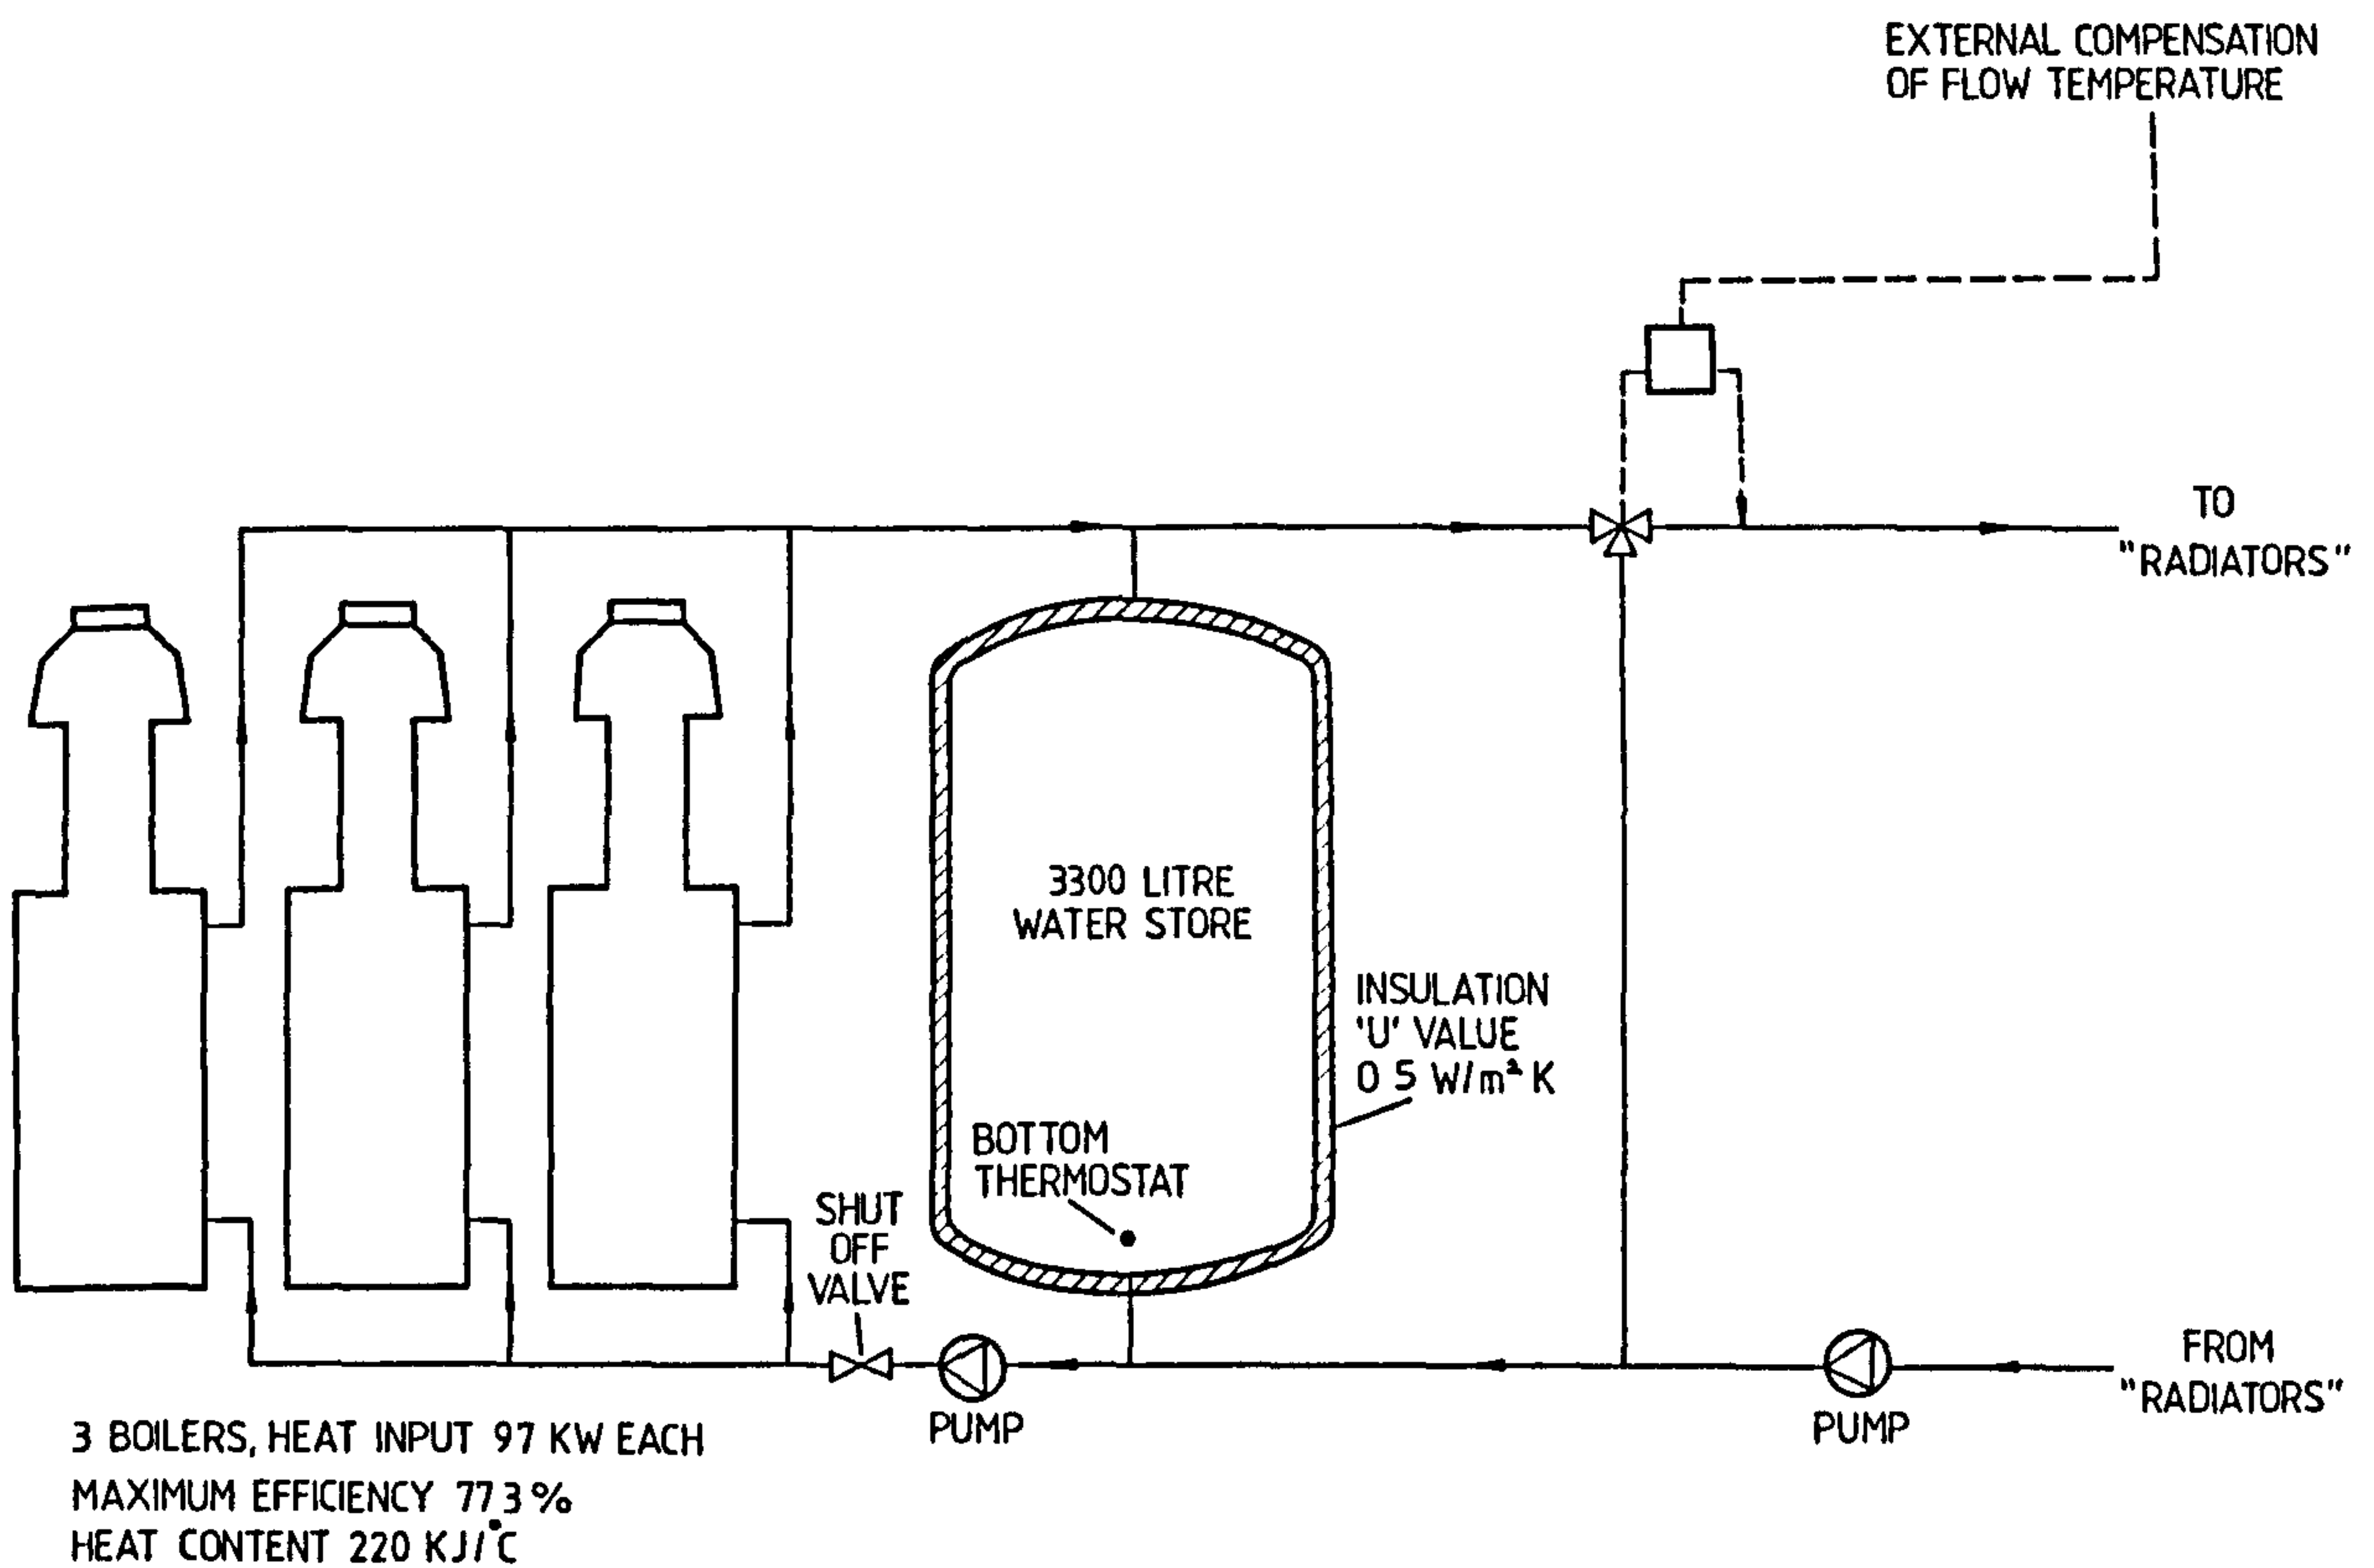 EXTERNAL COMPENSATION
OF FLOW TEMPERATURE
TO
"RADIATORS"
3300 LITRE
WATER STORE
INSULATION
'U' VALUE
0 5 W/m² K
BOTTOM
THERMOSTAT
SHUT
OFF
VALVE
PUMP
PUMP
FROM
"RADIATORS"
3 BOILERS, HEAT INPUT 97 KW EACH
MAXIMUM EFFICIENCY 77.3%
HEAT CONTENT 220 KJ/°C